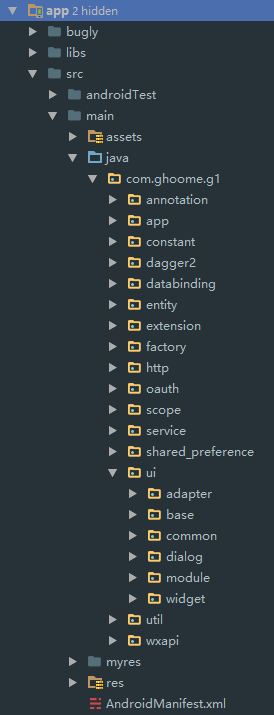 app 2 hidden
bugly
libs
src
androidTest
main
assets
java
com.ghoome.g1
annotation
app
constant
dagger2
databinding
entity
extension
factory
http
oauth
scope
service
shared_preference
ui
adapter
base
common
dialog
module
widget
util
wxapi
myres
res
AndroidManifest.xml